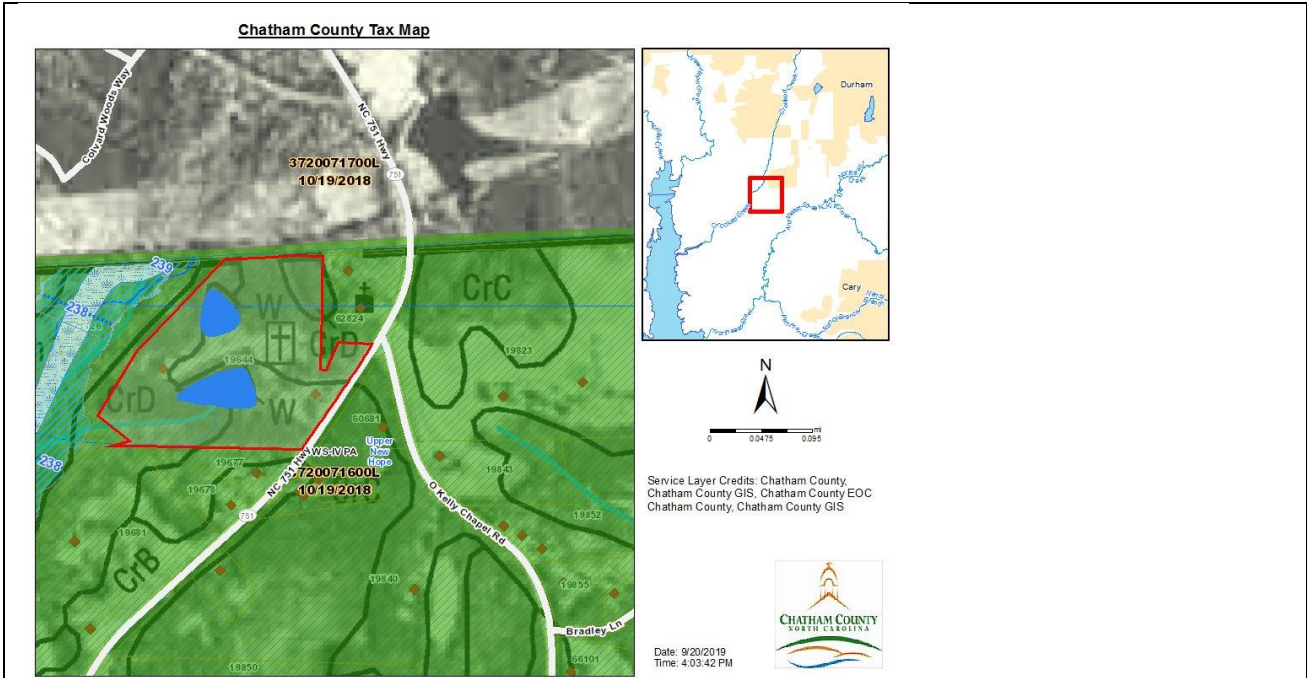 Chatham County Tax Map
Colvard Woods Way
NC 751 Hwy
3720071700L
10/19/2018
751
239
238
W
CrC
62824
CrD
19823
19644
CrD
W
60681
Upper
New
Hope
WS-IV PA
238
19677
NC 751 Hwy
3720071600L
10/19/2018
19678
19843
O Kelly Chapel Rd
751
19852
19681
CrB
19840
19855
Bradley Ln
19850
766101
Durham
Crooked Creek
Cary
N
mi
0 0.0475 0.095
Service Layer Credits: Chatham County,
Chatham County GIS, Chatham County EOC
Chatham County, Chatham County GIS
CHATHAM COUNTY
NORTH CAROLINA
Date: 9/20/2019
Time: 4:03:42 PM